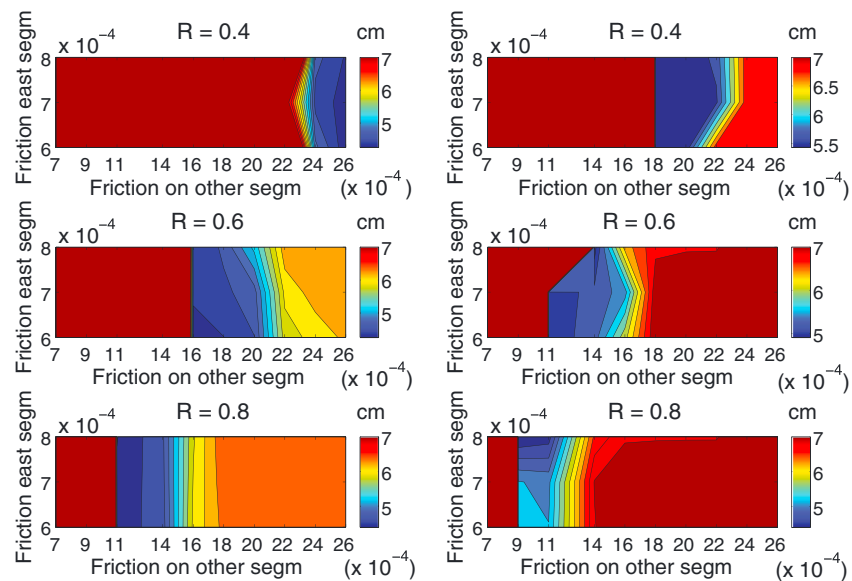 x 10⁻⁴ R = 0.4 cm
Friction east segm
8
7
6
7 9 11 14 16 18 20 22 24 26
Friction on other segm (x 10⁻⁴)
7
6
5
x 10⁻⁴ R = 0.4 cm
Friction east segm
8
7
6
7 9 11 14 16 18 20 22 24 26
Friction on other segm (x 10⁻⁴)
7
6.5
6
5.5
x 10⁻⁴ R = 0.6 cm
Friction east segm
8
7
6
7 9 11 14 16 18 20 22 24 26
Friction on other segm (x 10⁻⁴)
7
6
5
x 10⁻⁴ R = 0.6 cm
Friction east segm
8
7
6
7 9 11 14 16 18 20 22 24 26
Friction on other segm (x 10⁻⁴)
7
6
5
x 10⁻⁴ R = 0.8 cm
Friction east segm
8
7
6
7 9 11 14 16 18 20 22 24 26
Friction on other segm (x 10⁻⁴)
7
6
5
x 10⁻⁴ R = 0.8 cm
Friction east segm
8
7
6
7 9 11 14 16 18 20 22 24 26
Friction on other segm (x 10⁻⁴)
7
6
5